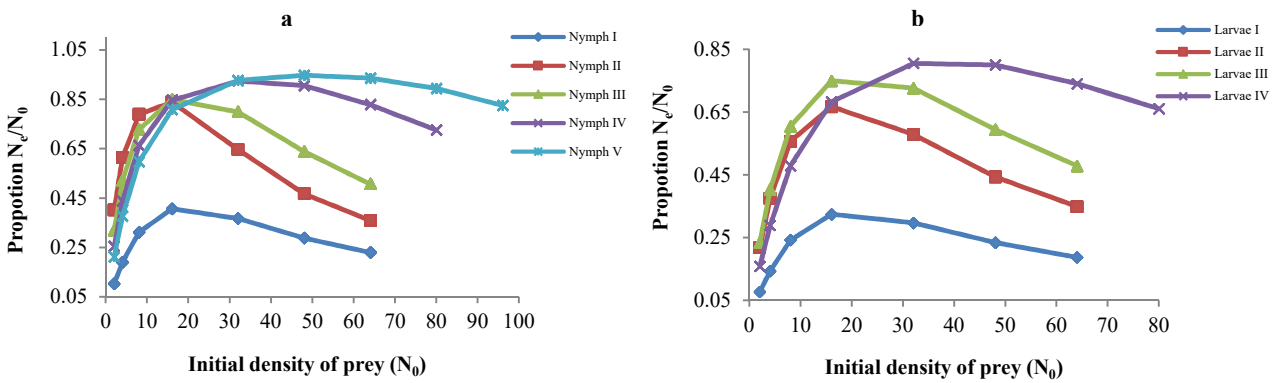 a
1.05
0.85
0.65
0.45
0.25
0.05
Propotion Nₑ/N₀
0 10 20 30 40 50 60 70 80 90 100
Initial density of prey (N₀)
Nymph I
Nymph II
Nymph III
Nymph IV
Nymph V
b
0.85
0.65
0.45
0.25
0.05
Propotion Nₑ/N₀
0 10 20 30 40 50 60 70 80
Initial density of prey (N₀)
Larvae I
Larvae II
Larvae III
Larvae IV